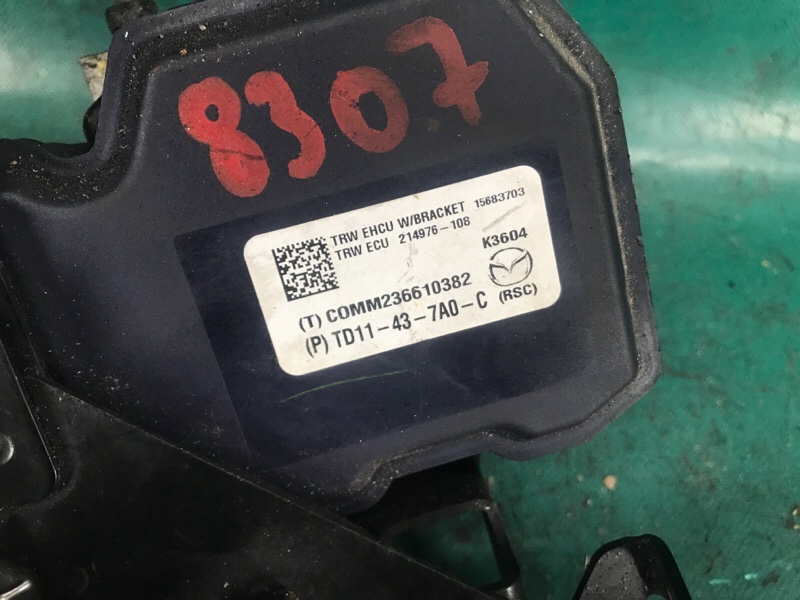 8307
TRW EHCU W/BRACKET 15683703
TRW ECU 214976-108
K3604
(T) COMM236610382
(P) TD11-43-7A0-C (RSC)